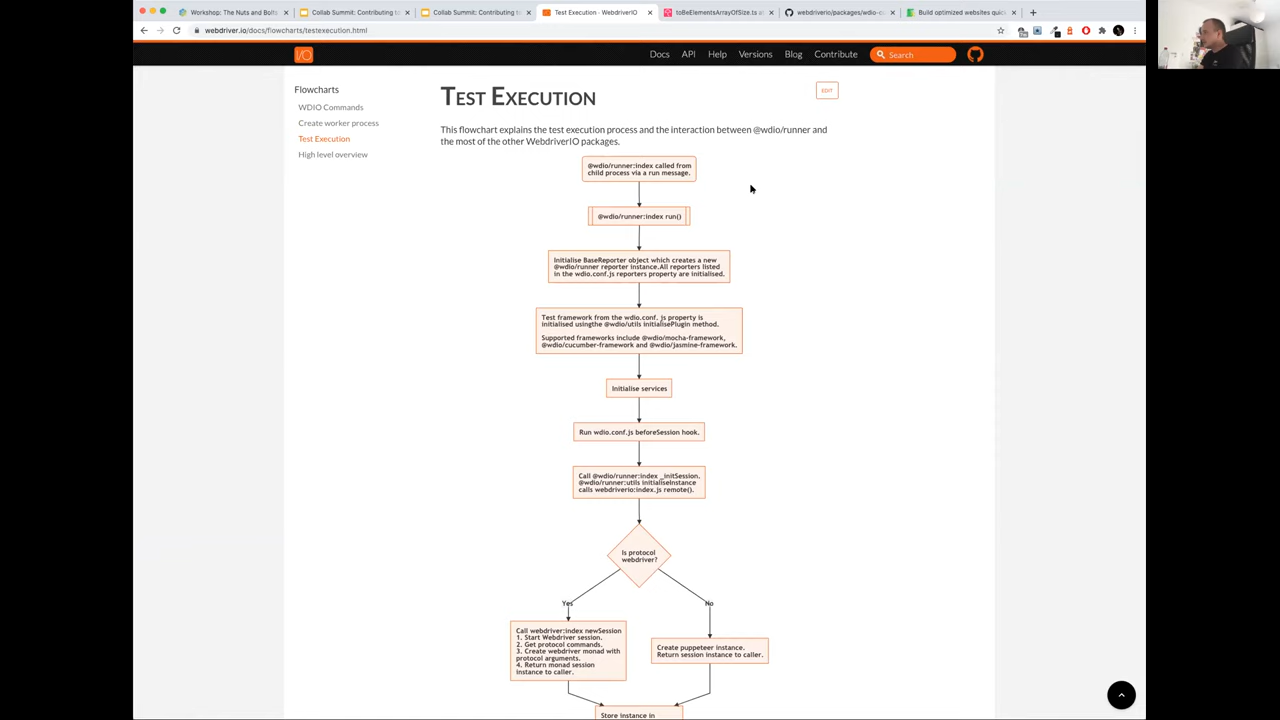 Workshop: The Nuts and Bolts
Collab Summit: Contributing t
Collab Summit: Contributing t
Test Execution - WebdriverIO
toBeElementsArrayOfSize.ts at
webdriverio/packages/wdio-c
Build optimized websites quick
webdriver.io/docs/flowcharts/testexecution.html
I/O
Docs
API
Help
Versions
Blog
Contribute
Search
Flowcharts
WDIO Commands
Create worker process
Test Execution
High level overview
TEST EXECUTION
EDIT
This flowchart explains the test execution process and the interaction between @wdio/runner and
the most of the other WebdriverIO packages.
@wdio/runner:index called from
child process via a run message.
@wdio/runner:index run()
Initialise BaseReporter object which creates a new
@wdio/runner reporter instance.All reporters listed
in the wdio.conf.js reporters property are initialised.
Test framework from the wdio.conf. js property is
initialised usingthe @wdio/utils initialisePlugin method.
Supported frameworks include @wdio/mocha-framework,
@wdio/cucumber-framework and @wdio/jasmine-framework.
Initialise services
Run wdio.conf.js beforeSession hook.
Call @wdio/runner:index _initSession.
@wdio/runner:utils initialiseInstance
calls webdriverio:index.js remote().
Is protocol
webdriver?
Yes
No
Call webdriver:index newSession
1. Start Webdriver session.
2. Get protocol commands.
3. Create webdriver monad with
protocol arguments.
4. Return monad session
instance to caller.
Create puppeteer instance.
Return session instance to caller.
Store instance in